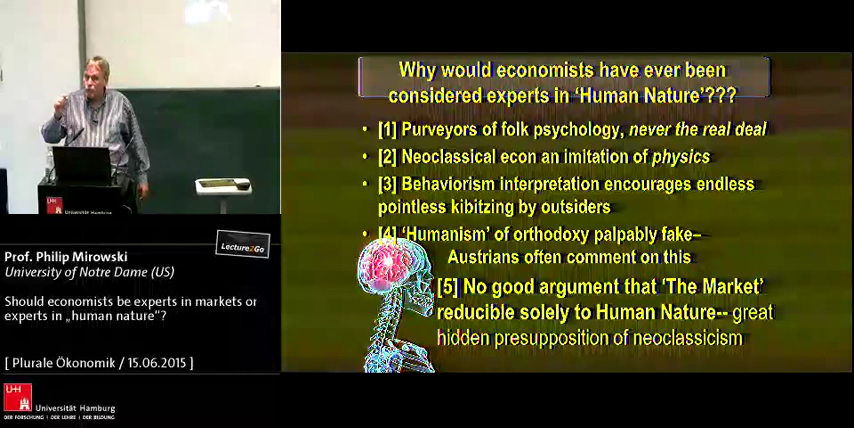 Why would economists have ever been
considered experts in 'Human Nature'???
• [1] Purveyors of folk psychology, never the real deal
• [2] Neoclassical econ an imitation of physics
• [3] Behaviorism interpretation encourages endless
pointless kibitzing by outsiders
• [4] 'Humanism' of orthodoxy palpably fake–
Austrians often comment on this
[5] No good argument that 'The Market'
reducible solely to Human Nature-- great
hidden presupposition of neoclassicism
UH
Universität Hamburg
Lecture2Go
Prof. Philip Mirowski
University of Notre Dame (US)
Should economists be experts in markets or
experts in „human nature“?
[ Plurale Ökonomik / 15.06.2015 ]
UH
Universität Hamburg
DER FORSCHUNG | DER LEHRE | DER BILDUNG